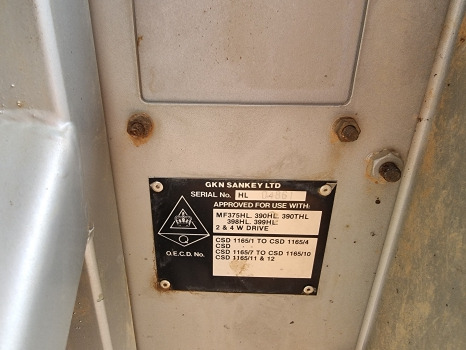 GKN SANKEY LTD
SERIAL No. HL
APPROVED FOR USE WITH:
MF375HL. 390HL. 390THL
398HL. 399HL.
2 & 4 W DRIVE
Q
O.E.C.D. No.
CSD 1165/1 TO CSD 1165/4
CSD
CSD 1165/7 TO CSD 1165/10
CSD 1165/11 & 12